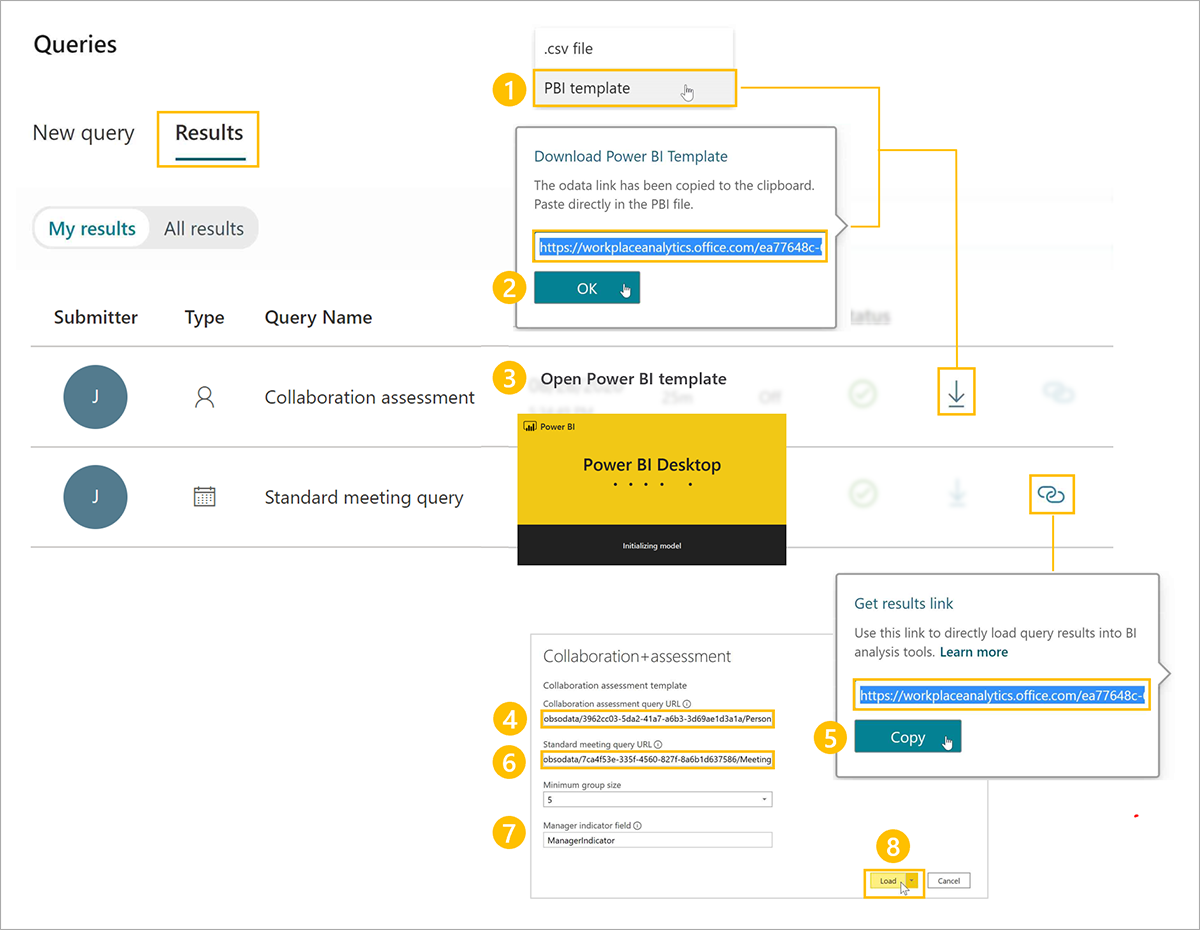 Queries
.csv file
1
PBI template
New query
Results
Download Power BI Template
The odata link has been copied to the clipboard.
Paste directly in the PBI file.
My results
All results
https://workplaceanalytics.office.com/ea77648c-
2
OK
Submitter
Type
Query Name
3
Open Power BI template
J
Collaboration assessment
25m
Off
Power BI
Power BI Desktop
J
Standard meeting query
Initializing model
Get results link
Use this link to directly load query results into BI
analysis tools. Learn more
https://workplaceanalytics.office.com/ea77648c-
5
Copy
Collaboration+assessment
Collaboration assessment template
Collaboration assessment query URL
4
obsodata/3962cc03-5da2-41a7-a6b3-3d69ae1d3a1a/Person
Standard meeting query URL
6
obsodata/7ca4f53e-335f-4560-827f-8a6b1d637586/Meeting
Minimum group size
5
Manager indicator field
7
ManagerIndicator
8
Load
Cancel